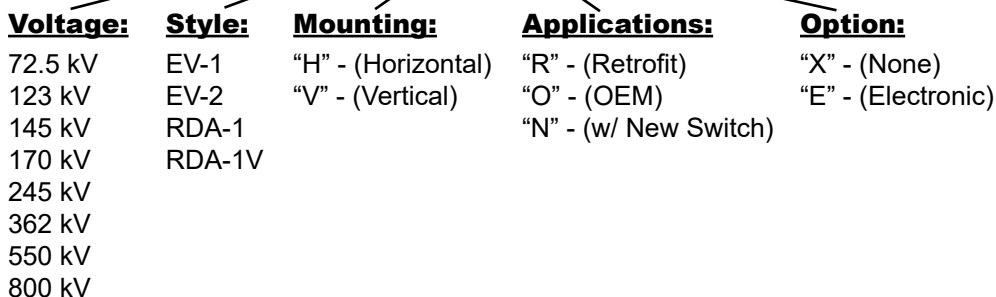 Voltage: Style: Mounting: Applications: Option:
72.5 kV EV-1 “H” - (Horizontal) “R” - (Retrofit) “X” - (None)
123 kV EV-2 “V” - (Vertical) “O” - (OEM) “E” - (Electronic)
145 kV RDA-1 “N” - (w/ New Switch)
170 kV RDA-1V
245 kV
362 kV
550 kV
800 kV